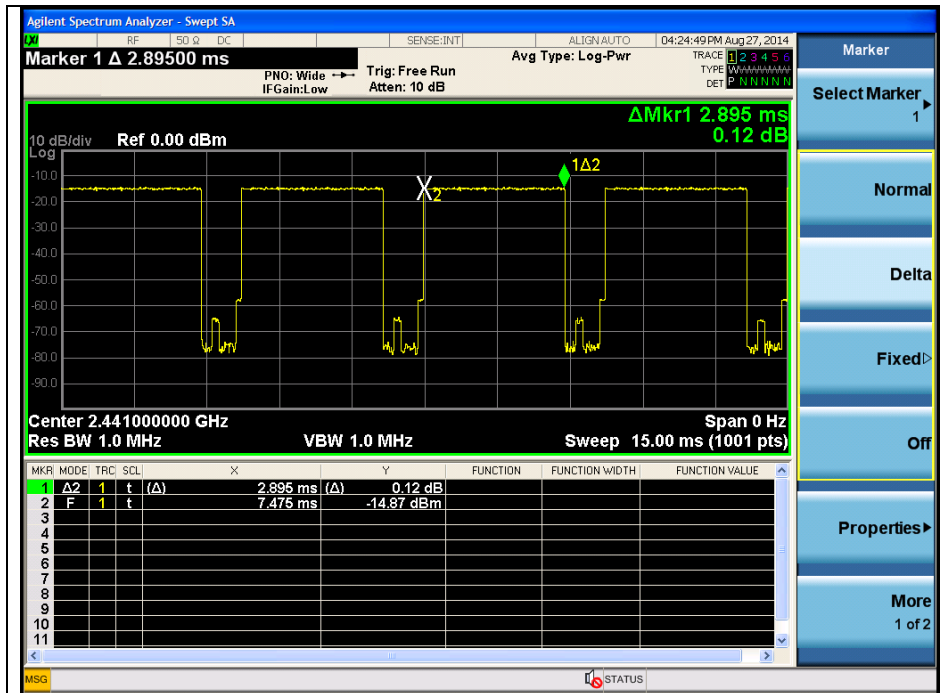 Agilent Spectrum Analyzer - Swept SA
LXI RF 50 Ω DC SENSE:INT ALIGN AUTO 04:24:49 PM Aug 27, 2014
Marker 1 Δ 2.89500 ms
PNO: Wide
IFGain:Low
Trig: Free Run
Atten: 10 dB
Avg Type: Log-Pwr
TRACE 1 2 3 4 5 6
TYPE WWWWWW
DET P N N N N N
ΔMkr1 2.895 ms
0.12 dB
10 dB/div Ref 0.00 dBm
Log
-10.0
-20.0
-30.0
-40.0
-50.0
-60.0
-70.0
-80.0
-90.0
X2
1Δ2
Center 2.441000000 GHz Span 0 Hz
Res BW 1.0 MHz VBW 1.0 MHz Sweep 15.00 ms (1001 pts)
MKR MODE TRC SCL X Y FUNCTION FUNCTION WIDTH FUNCTION VALUE
1 Δ2 1 t (Δ) 2.895 ms (Δ) 0.12 dB
2 F 1 t 7.475 ms -14.87 dBm
3
4
5
6
7
8
9
10
11
MSG STATUS
Marker
Select Marker
1
Normal
Delta
Fixed
Off
Properties
More
1 of 2